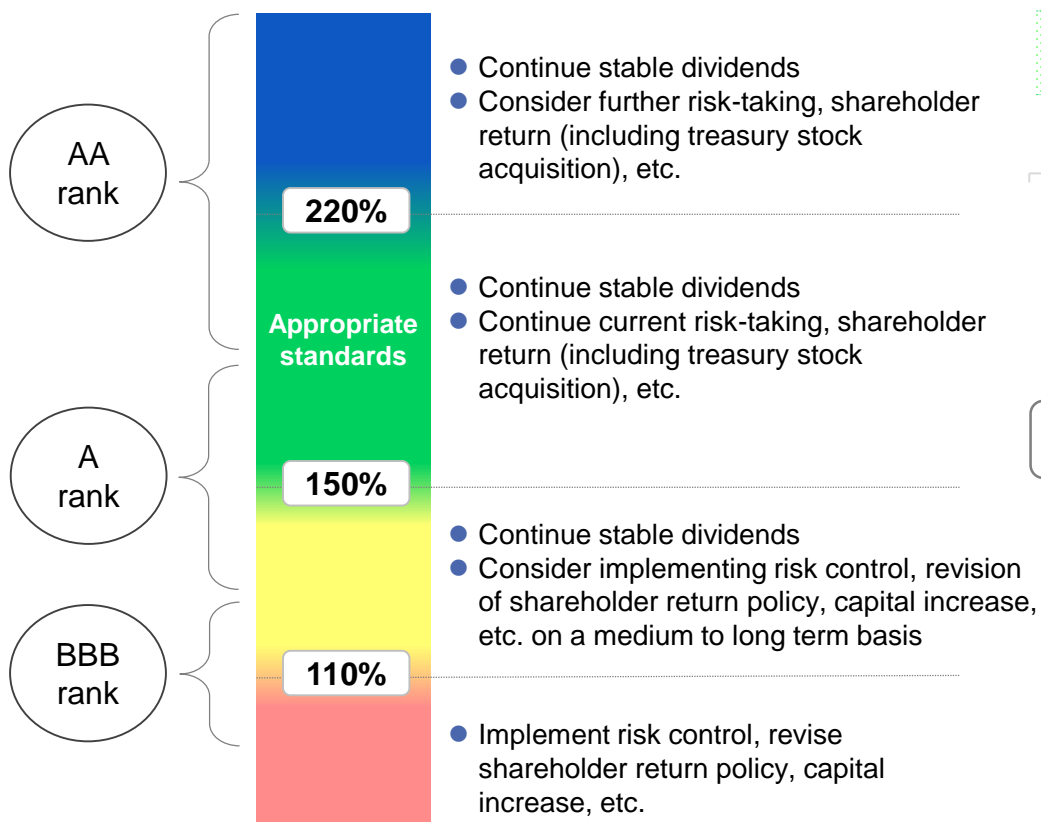 AA
rank
● Continue stable dividends
● Consider further risk-taking, shareholder
return (including treasury stock
acquisition), etc.
220%
Appropriate
standards
● Continue stable dividends
● Continue current risk-taking, shareholder
return (including treasury stock
acquisition), etc.
A
rank
150%
● Continue stable dividends
● Consider implementing risk control, revision
of shareholder return policy, capital increase,
etc. on a medium to long term basis
BBB
rank
110%
● Implement risk control, revise
shareholder return policy, capital
increase, etc.